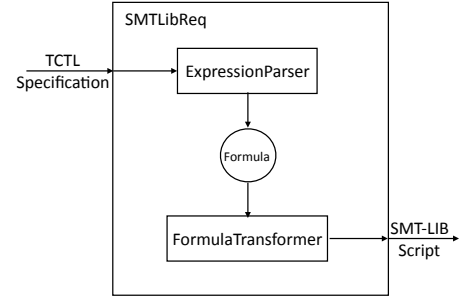 SMTLibReq
TCTL
Specification
ExpressionParser
Formula
FormulaTransformer
SMT-LIB
Script